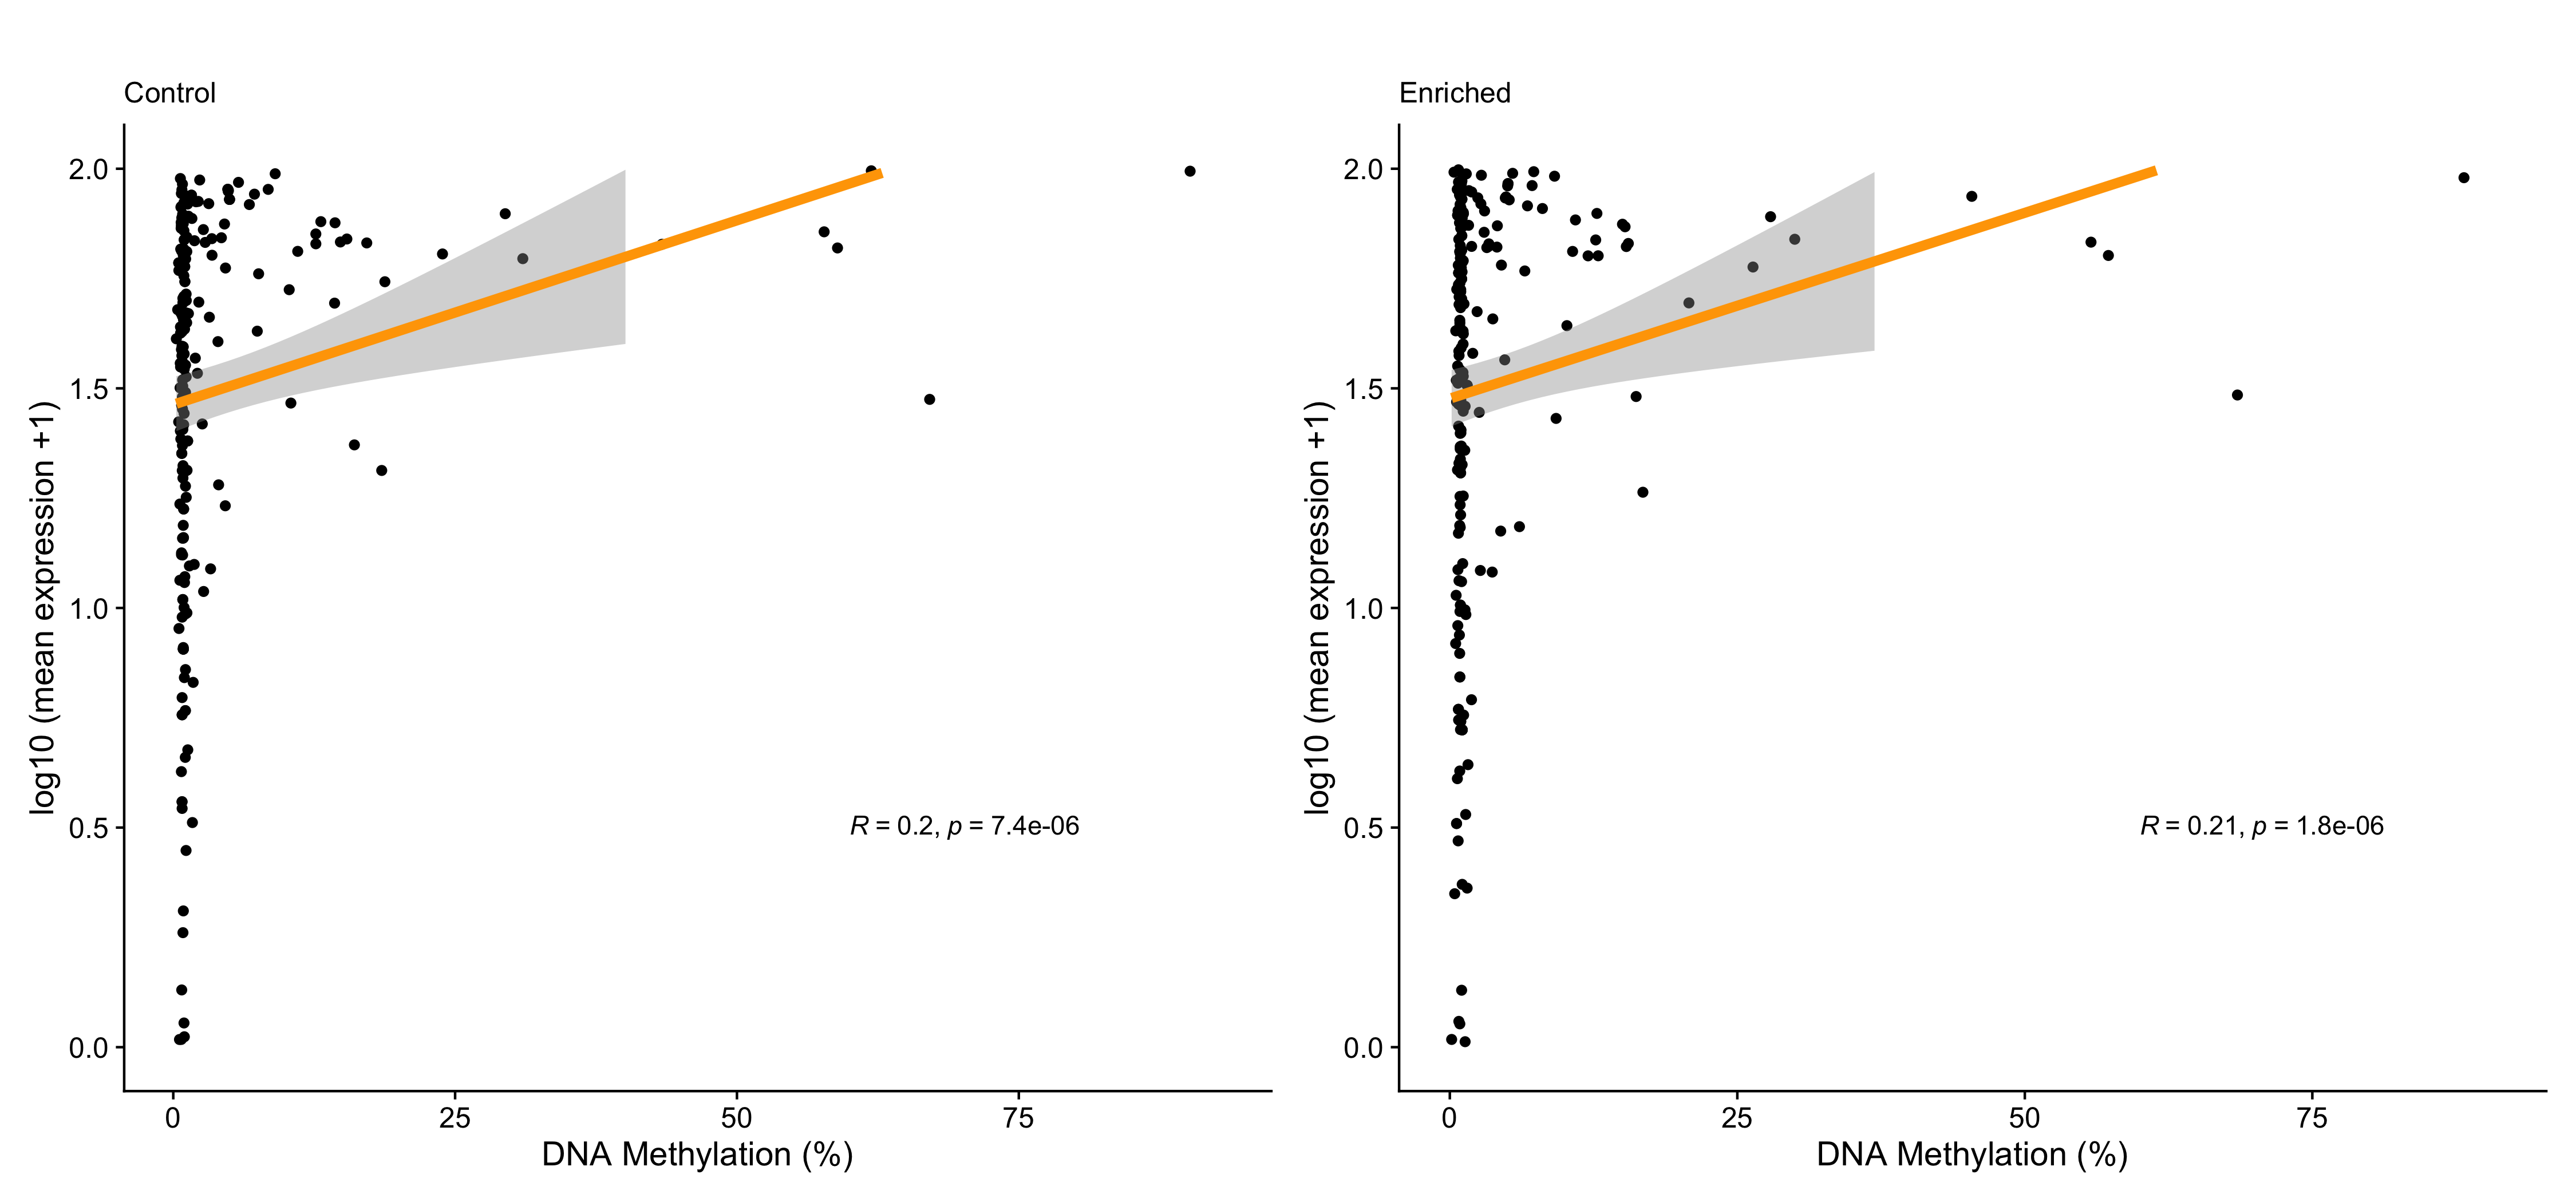 Control
2.0
1.5
1.0
0.5
0.0
log10 (mean expression +1)
R = 0.2, p = 7.4e-06
0 25 50 75
DNA Methylation (%)
Enriched
2.0
1.5
1.0
0.5
0.0
log10 (mean expression +1)
R = 0.21, p = 1.8e-06
0 25 50 75
DNA Methylation (%)